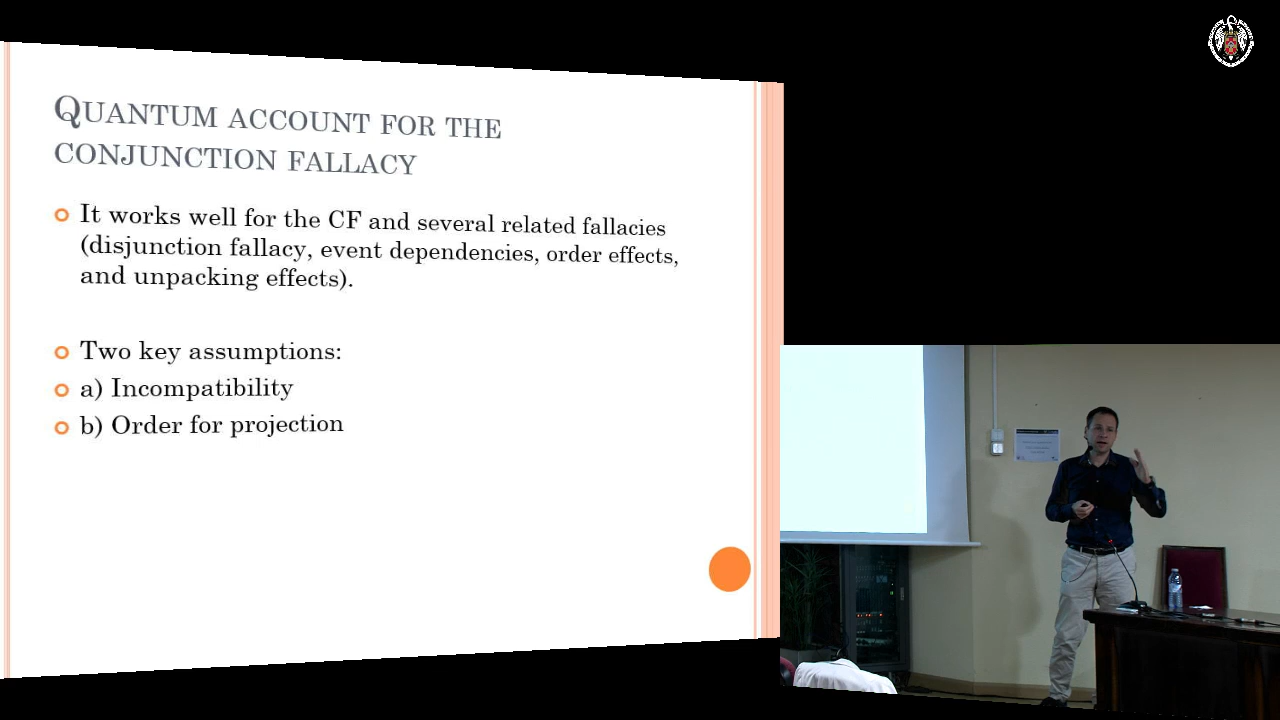 QUANTUM ACCOUNT FOR THE
CONJUNCTION FALLACY
It works well for the CF and several related fallacies
(disjunction fallacy, event dependencies, order effects,
and unpacking effects).
Two key assumptions:
a) Incompatibility
b) Order for projection